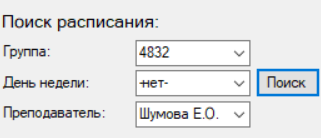 Поиск расписания:
Группа: 4832
День недели: -нет- Поиск
Преподаватель: Шумова Е.О.